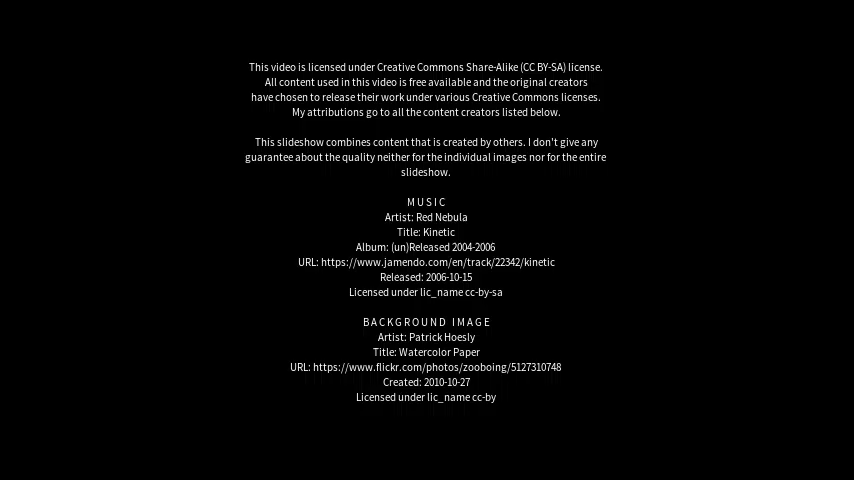 This video is licensed under Creative Commons Share-Alike (CC BY-SA) license.
All content used in this video is free available and the original creators
have chosen to release their work under various Creative Commons licenses.
My attributions go to all the content creators listed below.
This slideshow combines content that is created by others. I don't give any
guarantee about the quality neither for the individual images nor for the entire
slideshow.
MUSIC
Artist: Red Nebula
Title: Kinetic
Album: (un)Released 2004-2006
URL: https://www.jamendo.com/en/track/22342/kinetic
Released: 2006-10-15
Licensed under lic_name cc-by-sa
BACKGROUND IMAGE
Artist: Patrick Hoesly
Title: Watercolor Paper
URL: https://www.flickr.com/photos/zooboing/5127310748
Created: 2010-10-27
Licensed under lic_name cc-by